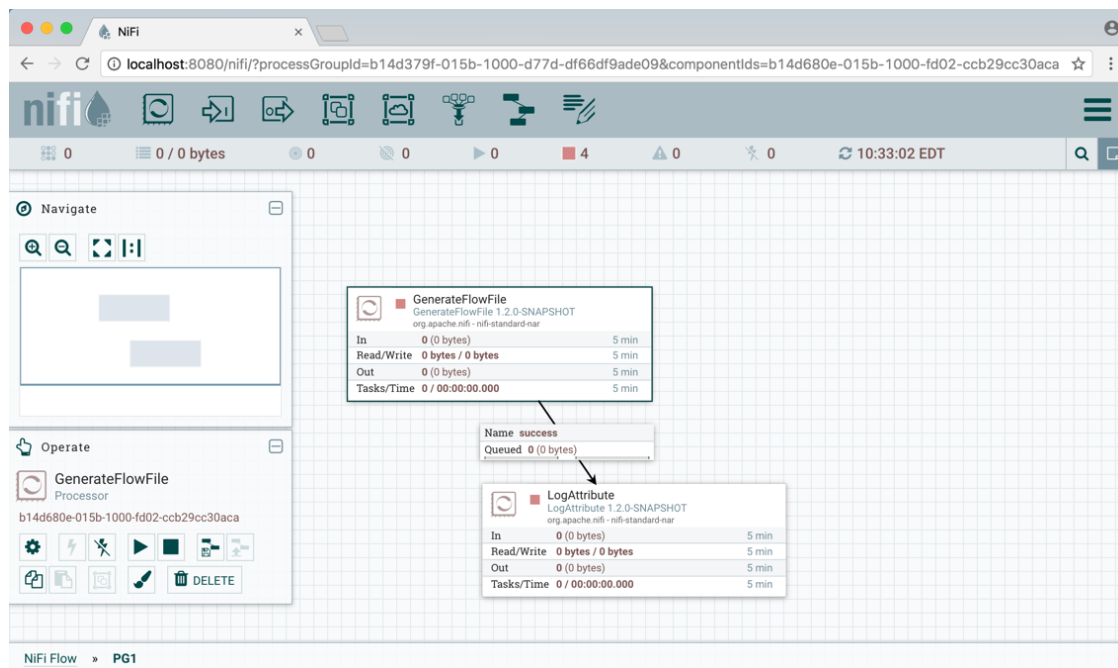 NiFi
localhost:8080/nifi/?processGroupId=b14d379f-015b-1000-d77d-df66df9ade09&componentIds=b14d680e-015b-1000-fd02-ccb29cc30aca
nifi
0 0 / 0 bytes 0 0 0 4 0 0 10:33:02 EDT
Navigate
GenerateFlowFile
GenerateFlowFile 1.2.0-SNAPSHOT
org.apache.nifi - nifi-standard-nar
In 0 (0 bytes) 5 min
Read/Write 0 bytes / 0 bytes 5 min
Out 0 (0 bytes) 5 min
Tasks/Time 0 / 00:00:00.000 5 min
Name success
Queued 0 (0 bytes)
LogAttribute
LogAttribute 1.2.0-SNAPSHOT
org.apache.nifi - nifi-standard-nar
In 0 (0 bytes) 5 min
Read/Write 0 bytes / 0 bytes 5 min
Out 0 (0 bytes) 5 min
Tasks/Time 0 / 00:00:00.000 5 min
Operate
GenerateFlowFile
Processor
b14d680e-015b-1000-fd02-ccb29cc30aca
DELETE
NiFi Flow » PG1